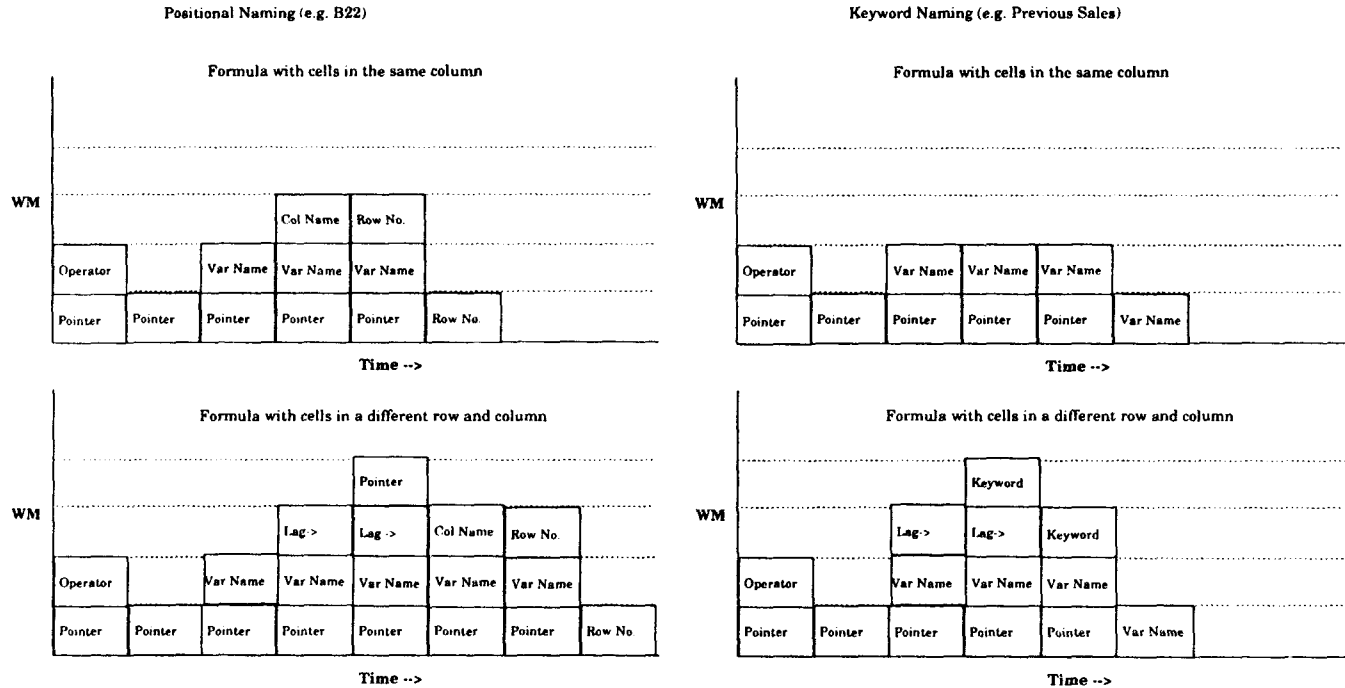 Positional Naming (e.g. B22)
Keyword Naming (e.g. Previous Sales)
Formula with cells in the same column
WM
Col Name Row No.
Operator Var Name Var Name Var Name
Pointer Pointer Pointer Pointer Pointer Row No.
Time -->
Formula with cells in the same column
WM
Operator Var Name Var Name Var Name
Pointer Pointer Pointer Pointer Pointer Var Name
Time -->
Formula with cells in a different row and column
Pointer
WM
Lag-> Lag -> Col Name Row No.
Operator Var Name Var Name Var Name Var Name Var Name
Pointer Pointer Pointer Pointer Pointer Pointer Pointer Row No.
Time -->
Formula with cells in a different row and column
Keyword
WM
Lag-> Lag-> Keyword
Operator Var Name Var Name Var Name
Pointer Pointer Pointer Pointer Pointer Var Name
Time -->